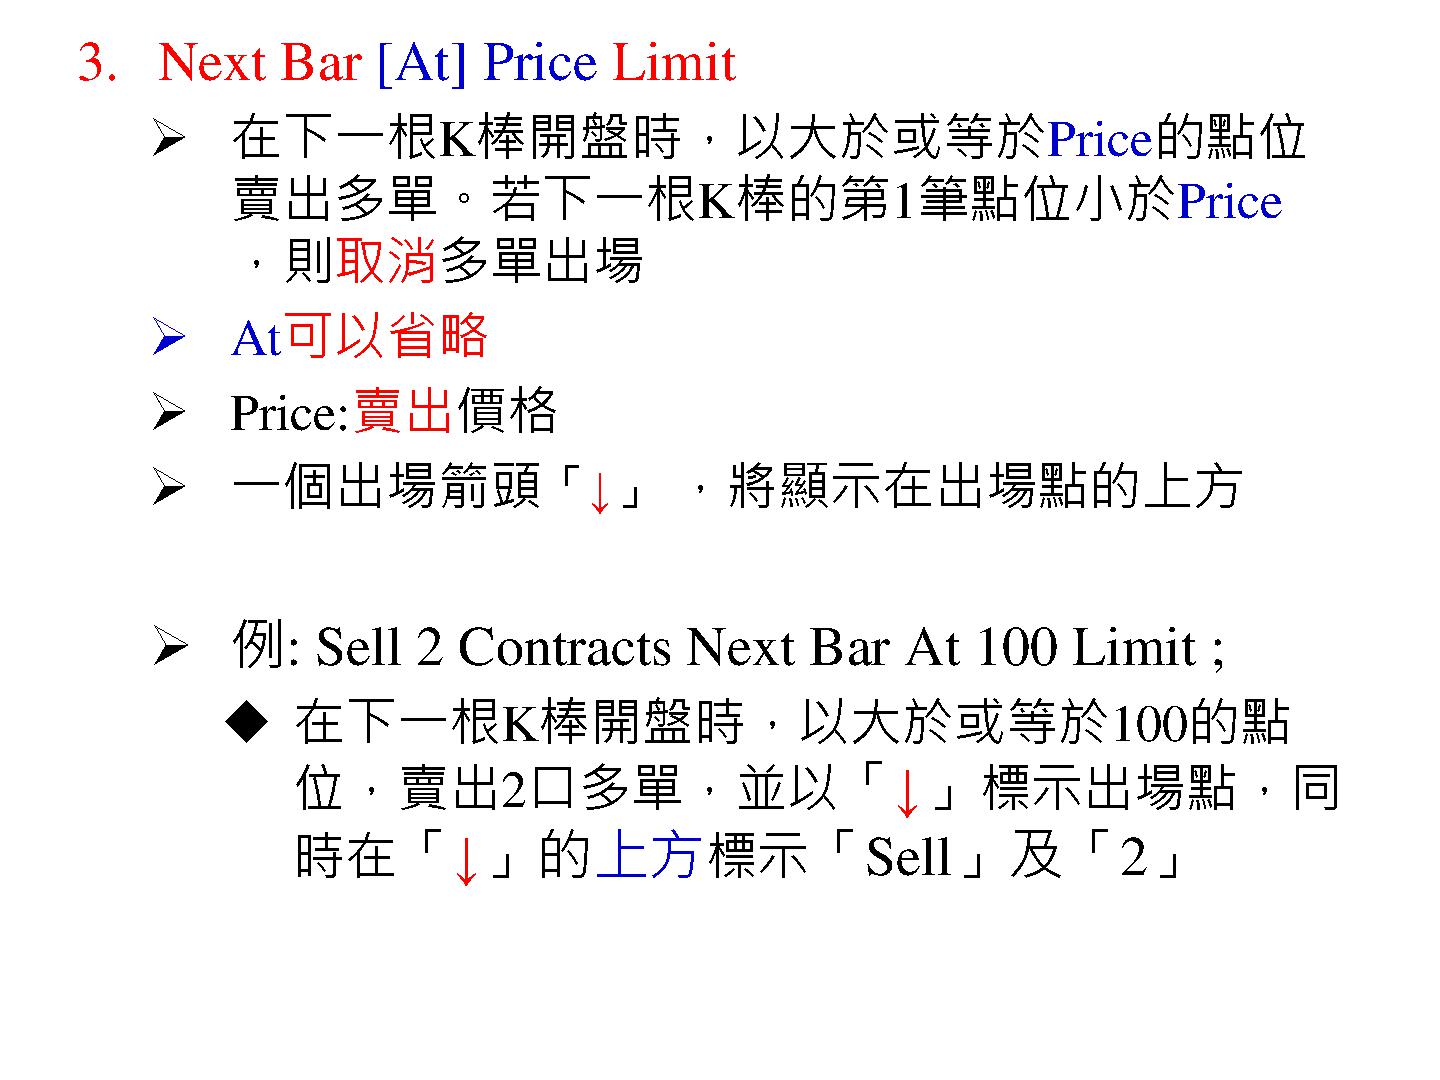 3. Next Bar [At] Price Limit
➢ 在下一根K棒開盤時，以大於或等於Price的點位
賣出多單。若下一根K棒的第1筆點位小於Price
，則取消多單出場
➢ At可以省略
➢ Price:賣出價格
➢ 一個出場箭頭「↓」，將顯示在出場點的上方
➢ 例: Sell 2 Contracts Next Bar At 100 Limit ;
◆ 在下一根K棒開盤時，以大於或等於100的點
位，賣出2口多單，並以「↓」標示出場點，同
時在「↓」的上方標示「Sell」及「2」